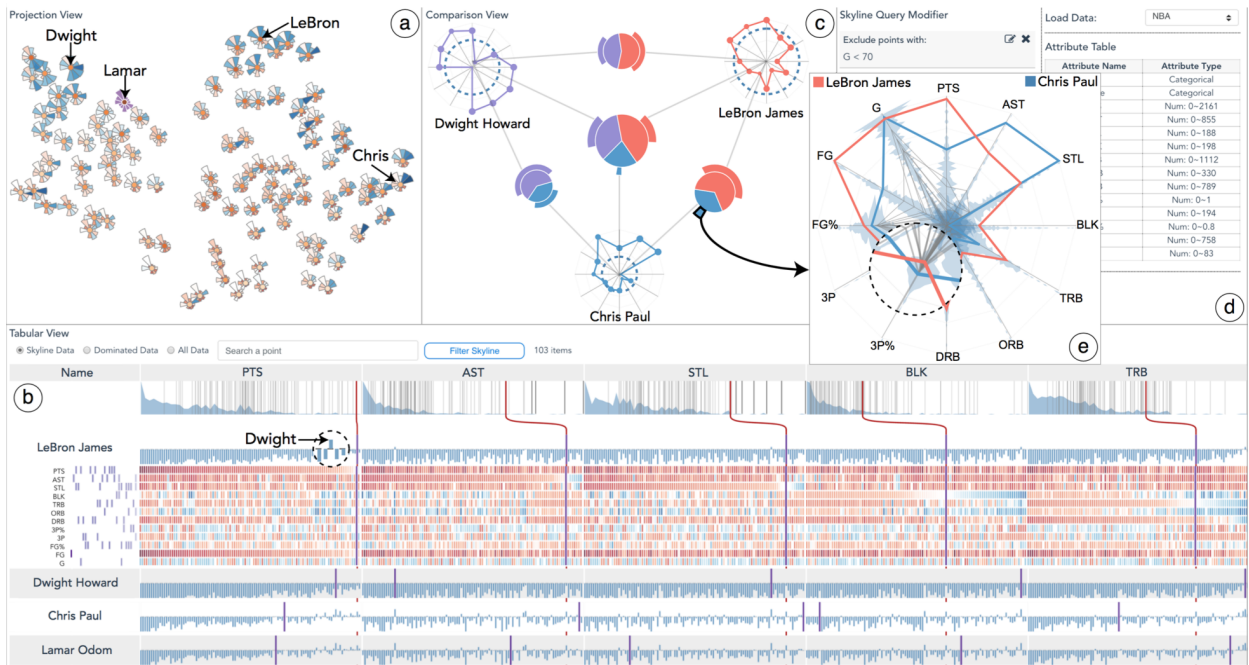 Projection View
LeBron
Dwight
Lamar
Chris
a
Comparison View
Dwight Howard
LeBron James
Chris Paul
c
Skyline Query Modifier
Exclude points with:
G < 70
Load Data:
NBA
Attribute Table
Attribute Name
Attribute Type
Categorical
Categorical
Num: 0~2161
Num: 0~855
Num: 0~188
Num: 0~198
Num: 0~1112
Num: 0~330
Num: 0~789
Num: 0~1
Num: 0~194
Num: 0~0.8
Num: 0~758
Num: 0~83
d
LeBron James
Chris Paul
PTS
AST
STL
BLK
TRB
ORB
DRB
3P%
3P
FG%
FG
G
e
Tabular View
Skyline Data
Dominated Data
All Data
Search a point
Filter Skyline
103 items
Name
PTS
AST
STL
BLK
TRB
b
Dwight
LeBron James
PTS
AST
STL
BLK
TRB
ORB
DRB
3P%
3P
FG%
FG
G
Dwight Howard
Chris Paul
Lamar Odom